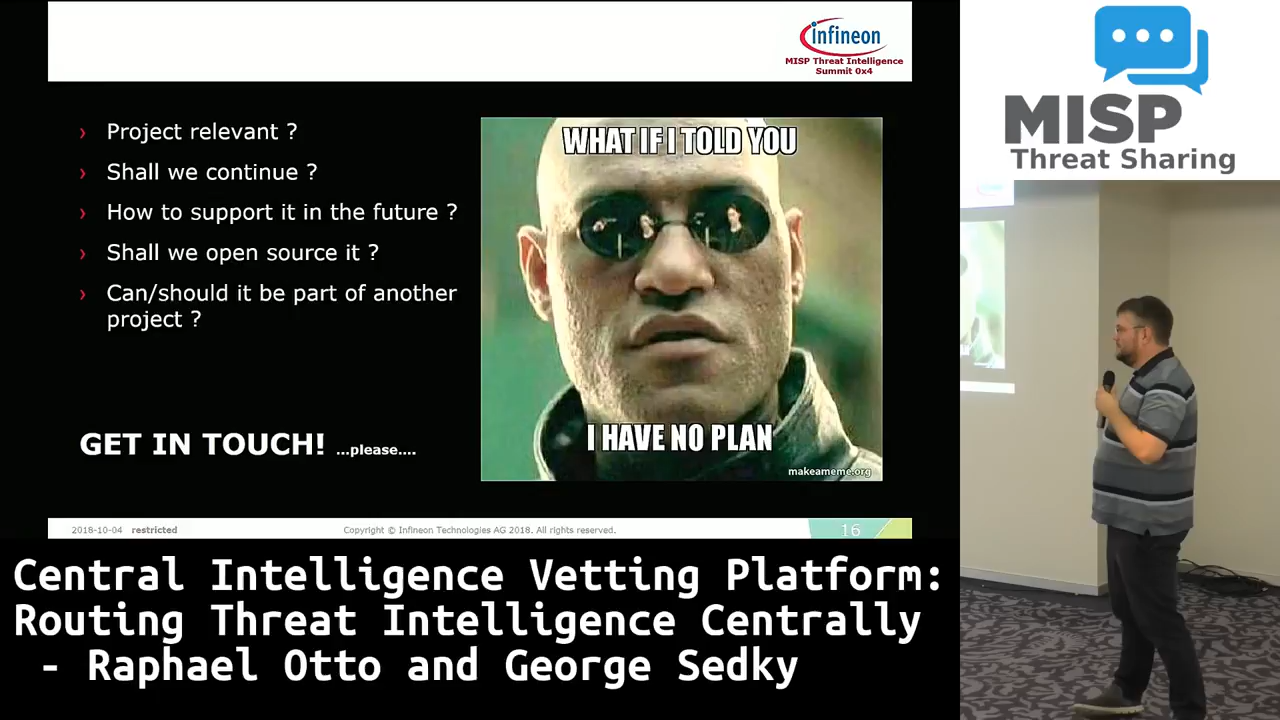 infineon
MISP Threat Intelligence
Summit 0x4
› Project relevant ?
› Shall we continue ?
› How to support it in the future ?
› Shall we open source it ?
› Can/should it be part of another
project ?
GET IN TOUCH! ...please....
WHAT IF I TOLD YOU
I HAVE NO PLAN
makeameme.org
2018-10-04 restricted
Copyright © Infineon Technologies AG 2018. All rights reserved.
16
MISP
Threat Sharing
Central Intelligence Vetting Platform:
Routing Threat Intelligence Centrally
- Raphael Otto and George Sedky